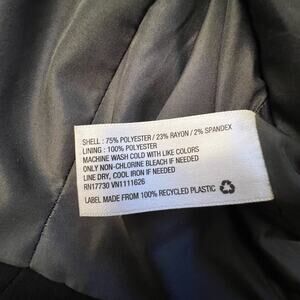 SHELL : 75% POLYESTER / 23% RAYON / 2% SPANDEX
LINING : 100% POLYESTER
MACHINE WASH COLD WITH LIKE COLORS
ONLY NON-CHLORINE BLEACH IF NEEDED
LINE DRY, COOL IRON IF NEEDED
RN17730 VN1111626
LABEL MADE FROM 100% RECYCLED PLASTIC